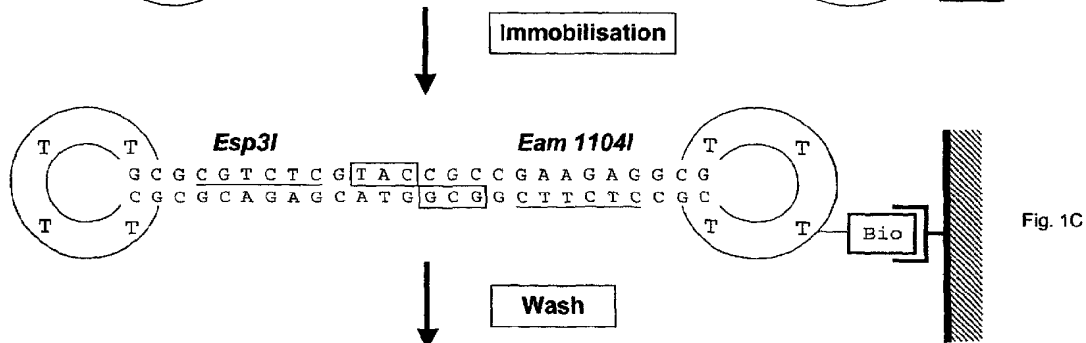 Immobilisation
Esp3I Eam 1104I
T T T T
G C G C G T C T C G T A C C G C C G A A G A G G C G
C G C G C A G A G C A T G G C G G C T T C T C C G C
T T T T
Bio
Fig. 1C
Wash